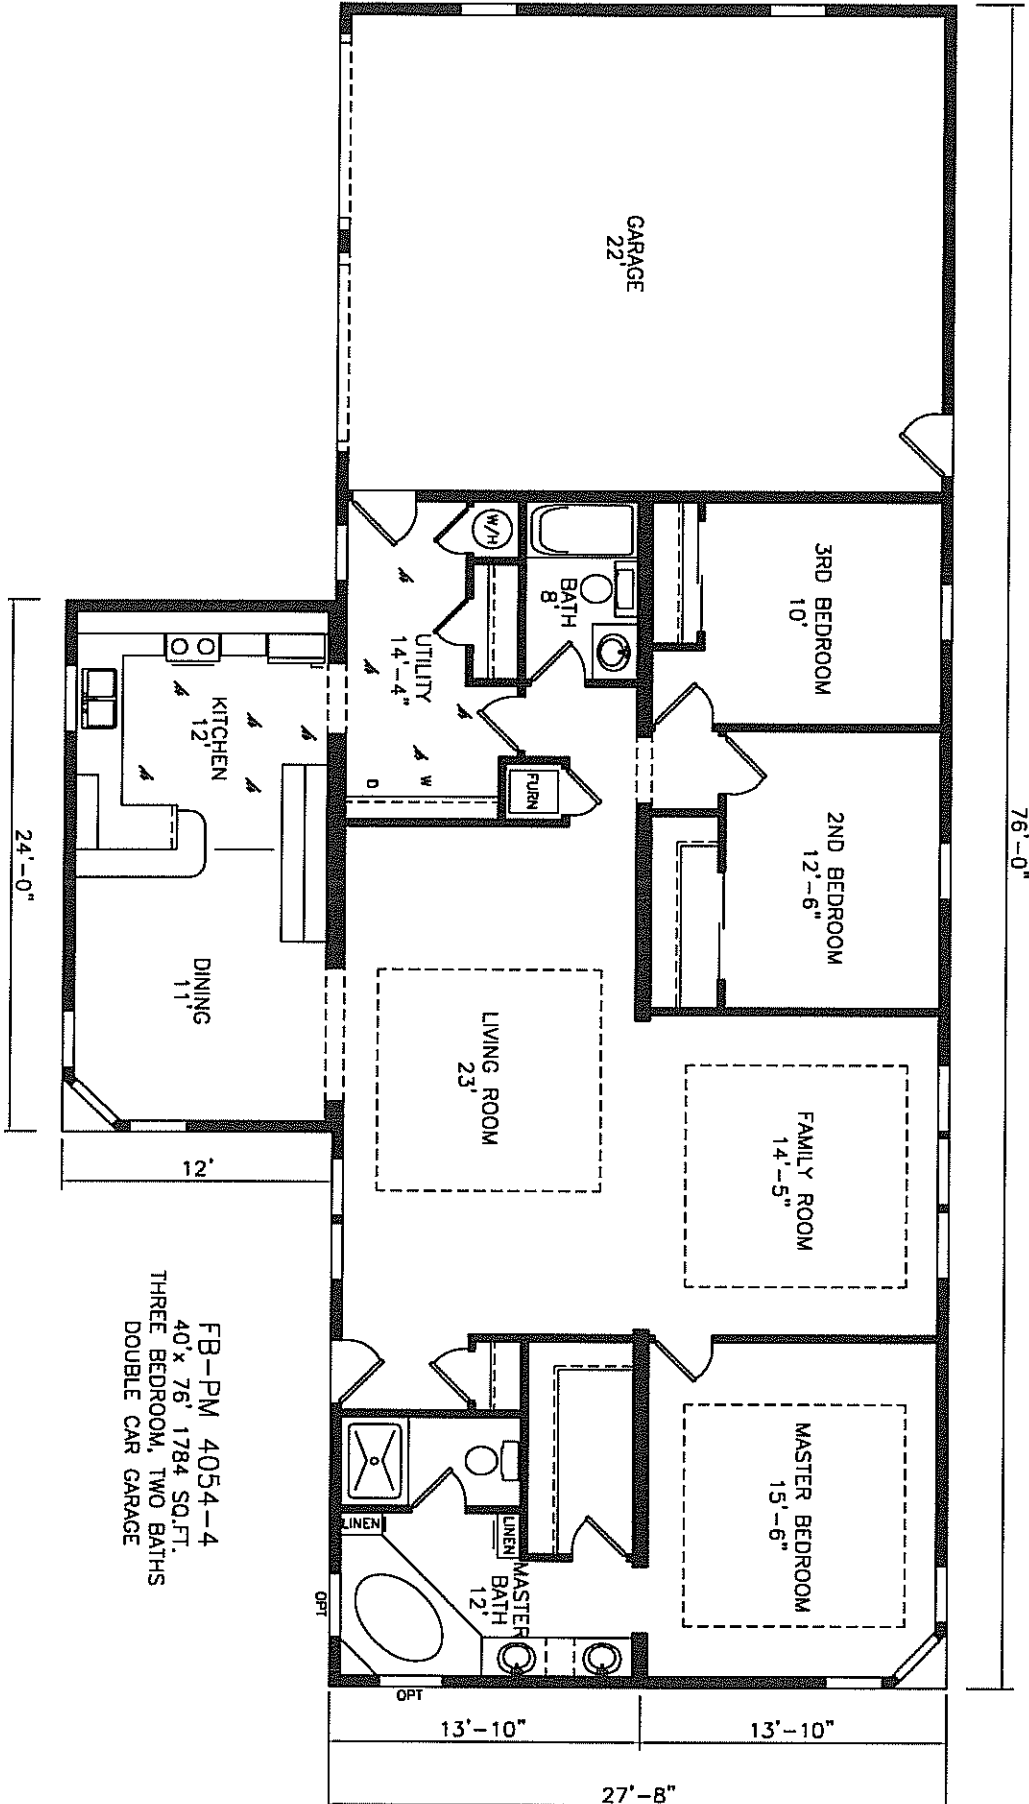 76'-0"
GARAGE
22'
3RD BEDROOM
10'
2ND BEDROOM
12'-6"
FAMILY ROOM
14'-5"
MASTER BEDROOM
15'-6"
W/H
BATH
8'
UTILITY
14'-4"
W
D
FURN
LIVING ROOM
23'
LINEN
LINEN
MASTER
BATH
12'
OPT
OPT
KITCHEN
12'
DINING
11'
24'-0"
12'
13'-10"
13'-10"
27'-8"
FB-PM 4054-4
40'x 76' 1784 SQ.FT.
THREE BEDROOM, TWO BATHS
DOUBLE CAR GARAGE